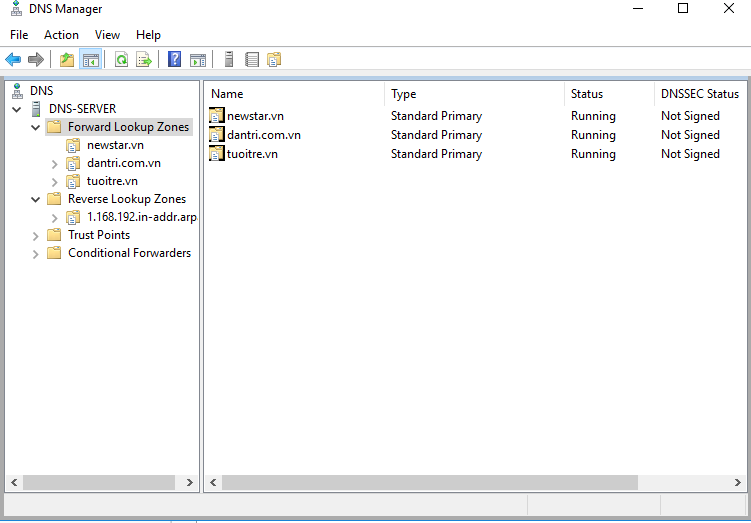 DNS Manager
File Action View Help
DNS
DNS-SERVER
Forward Lookup Zones
newstar.vn
dantri.com.vn
tuoitre.vn
Reverse Lookup Zones
1.168.192.in-addr.arp
Trust Points
Conditional Forwarders
Name Type Status DNSSEC Status
newstar.vn Standard Primary Running Not Signed
dantri.com.vn Standard Primary Running Not Signed
tuoitre.vn Standard Primary Running Not Signed